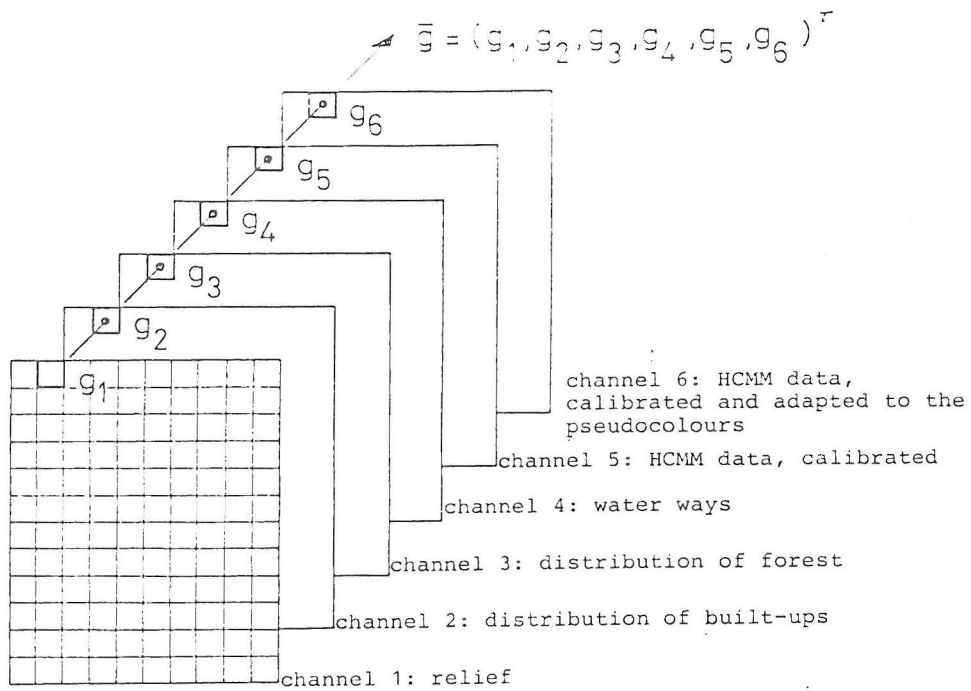 ḡ = (g₁,g₂,g₃,g₄,g₅,g₆)ᵀ
g₆
g₅
g₄
g₃
g₂
g₁
channel 6: HCMM data,
calibrated and adapted to the
pseudocolours
channel 5: HCMM data, calibrated
channel 4: water ways
channel 3: distribution of forest
channel 2: distribution of built-ups
channel 1: relief